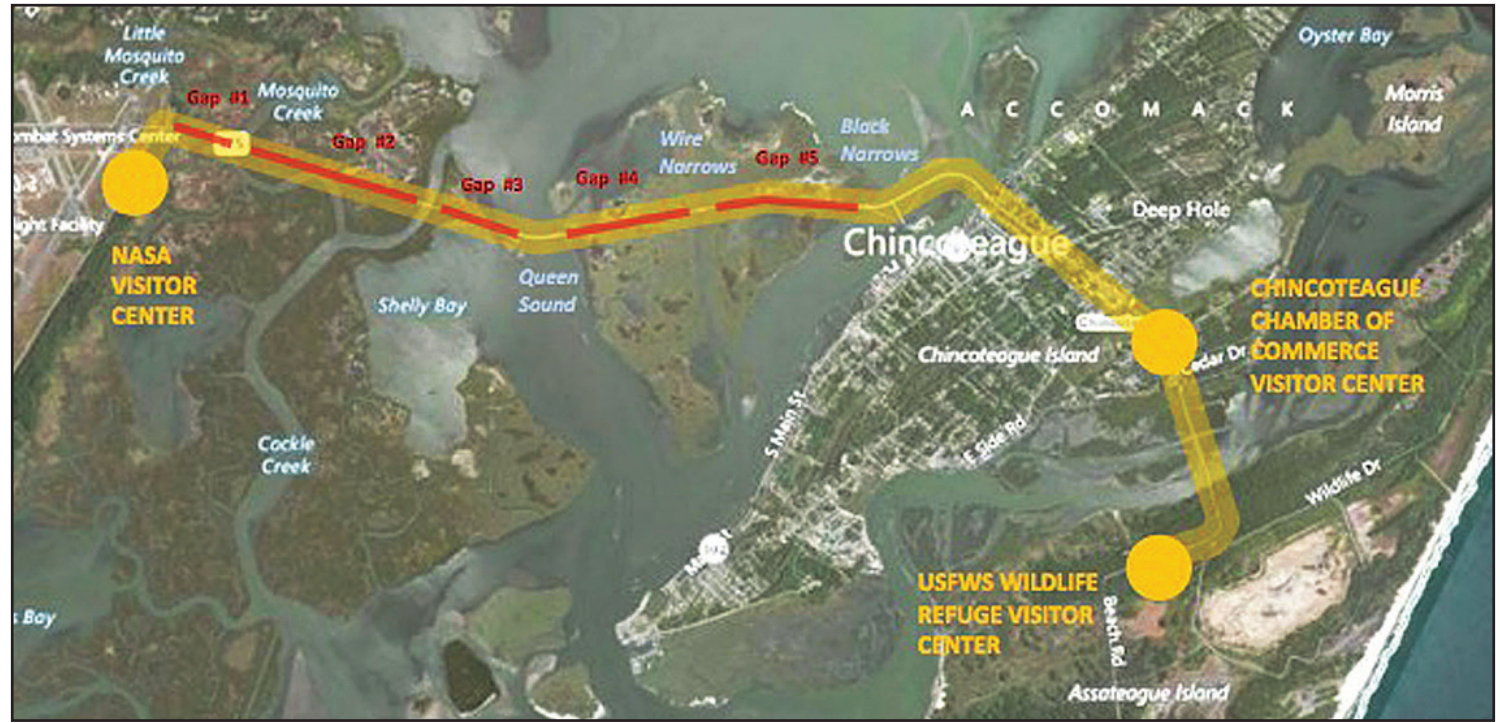 Little
Mosquito
Creek
Oyster Bay
Gap #1
Mosquito
Creek
Morris
Island
A C C O M A C K
Combat Systems Center
Gap #2
Wire
Narrows
Black
Narrows
Gap #5
Gap #3
Gap #4
light Facility
Deep Hole
Chincoteague
NASA
VISITOR
CENTER
Queen
Sound
Shelly Bay
CHINCOTEAGUE
CHAMBER OF
COMMERCE
VISITOR CENTER
Chincoteague Island
Cedar Dr
S Main St
E Side Rd
Cockle
Creek
Wildlife Dr
USFWS WILDLIFE
REFUGE VISITOR
CENTER
Beach Rd
s Bay
Assateague Island